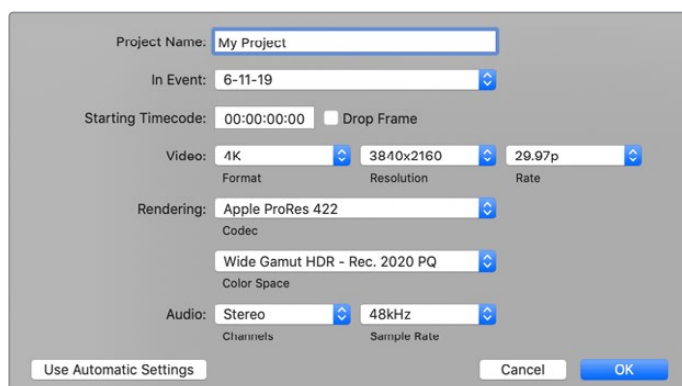 Project Name: My Project
In Event: 6-11-19
Starting Timecode: 00:00:00:00 Drop Frame
Video: 4K 3840x2160 29.97p
Format Resolution Rate
Rendering: Apple ProRes 422
Codec
Wide Gamut HDR - Rec. 2020 PQ
Color Space
Audio: Stereo 48kHz
Channels Sample Rate
Use Automatic Settings Cancel OK